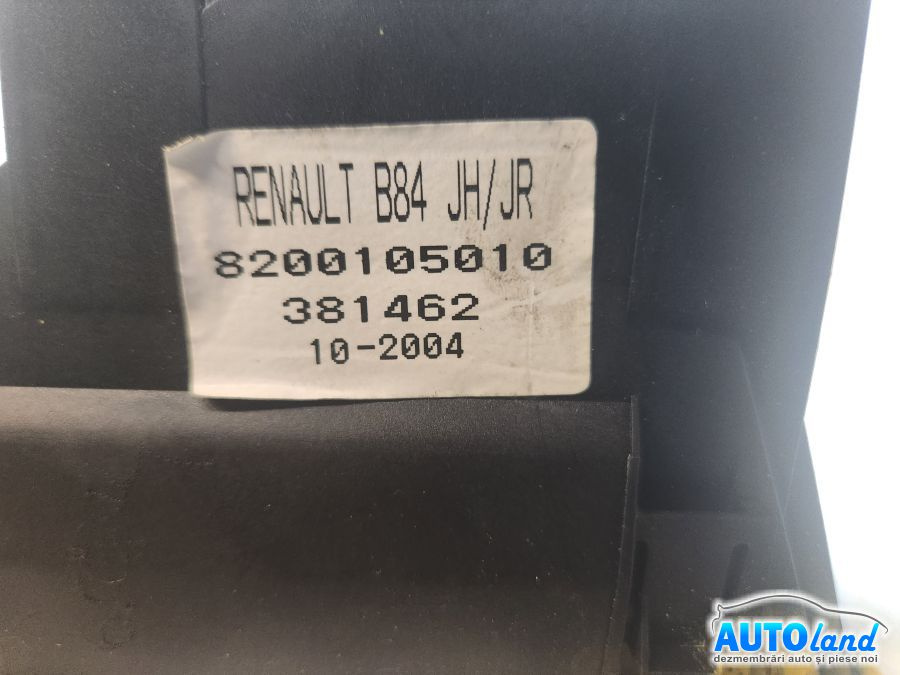 RENAULT B84 JH/JR
8200105010
381462
10-2004
AUTOland
dezmembrări auto și piese noi